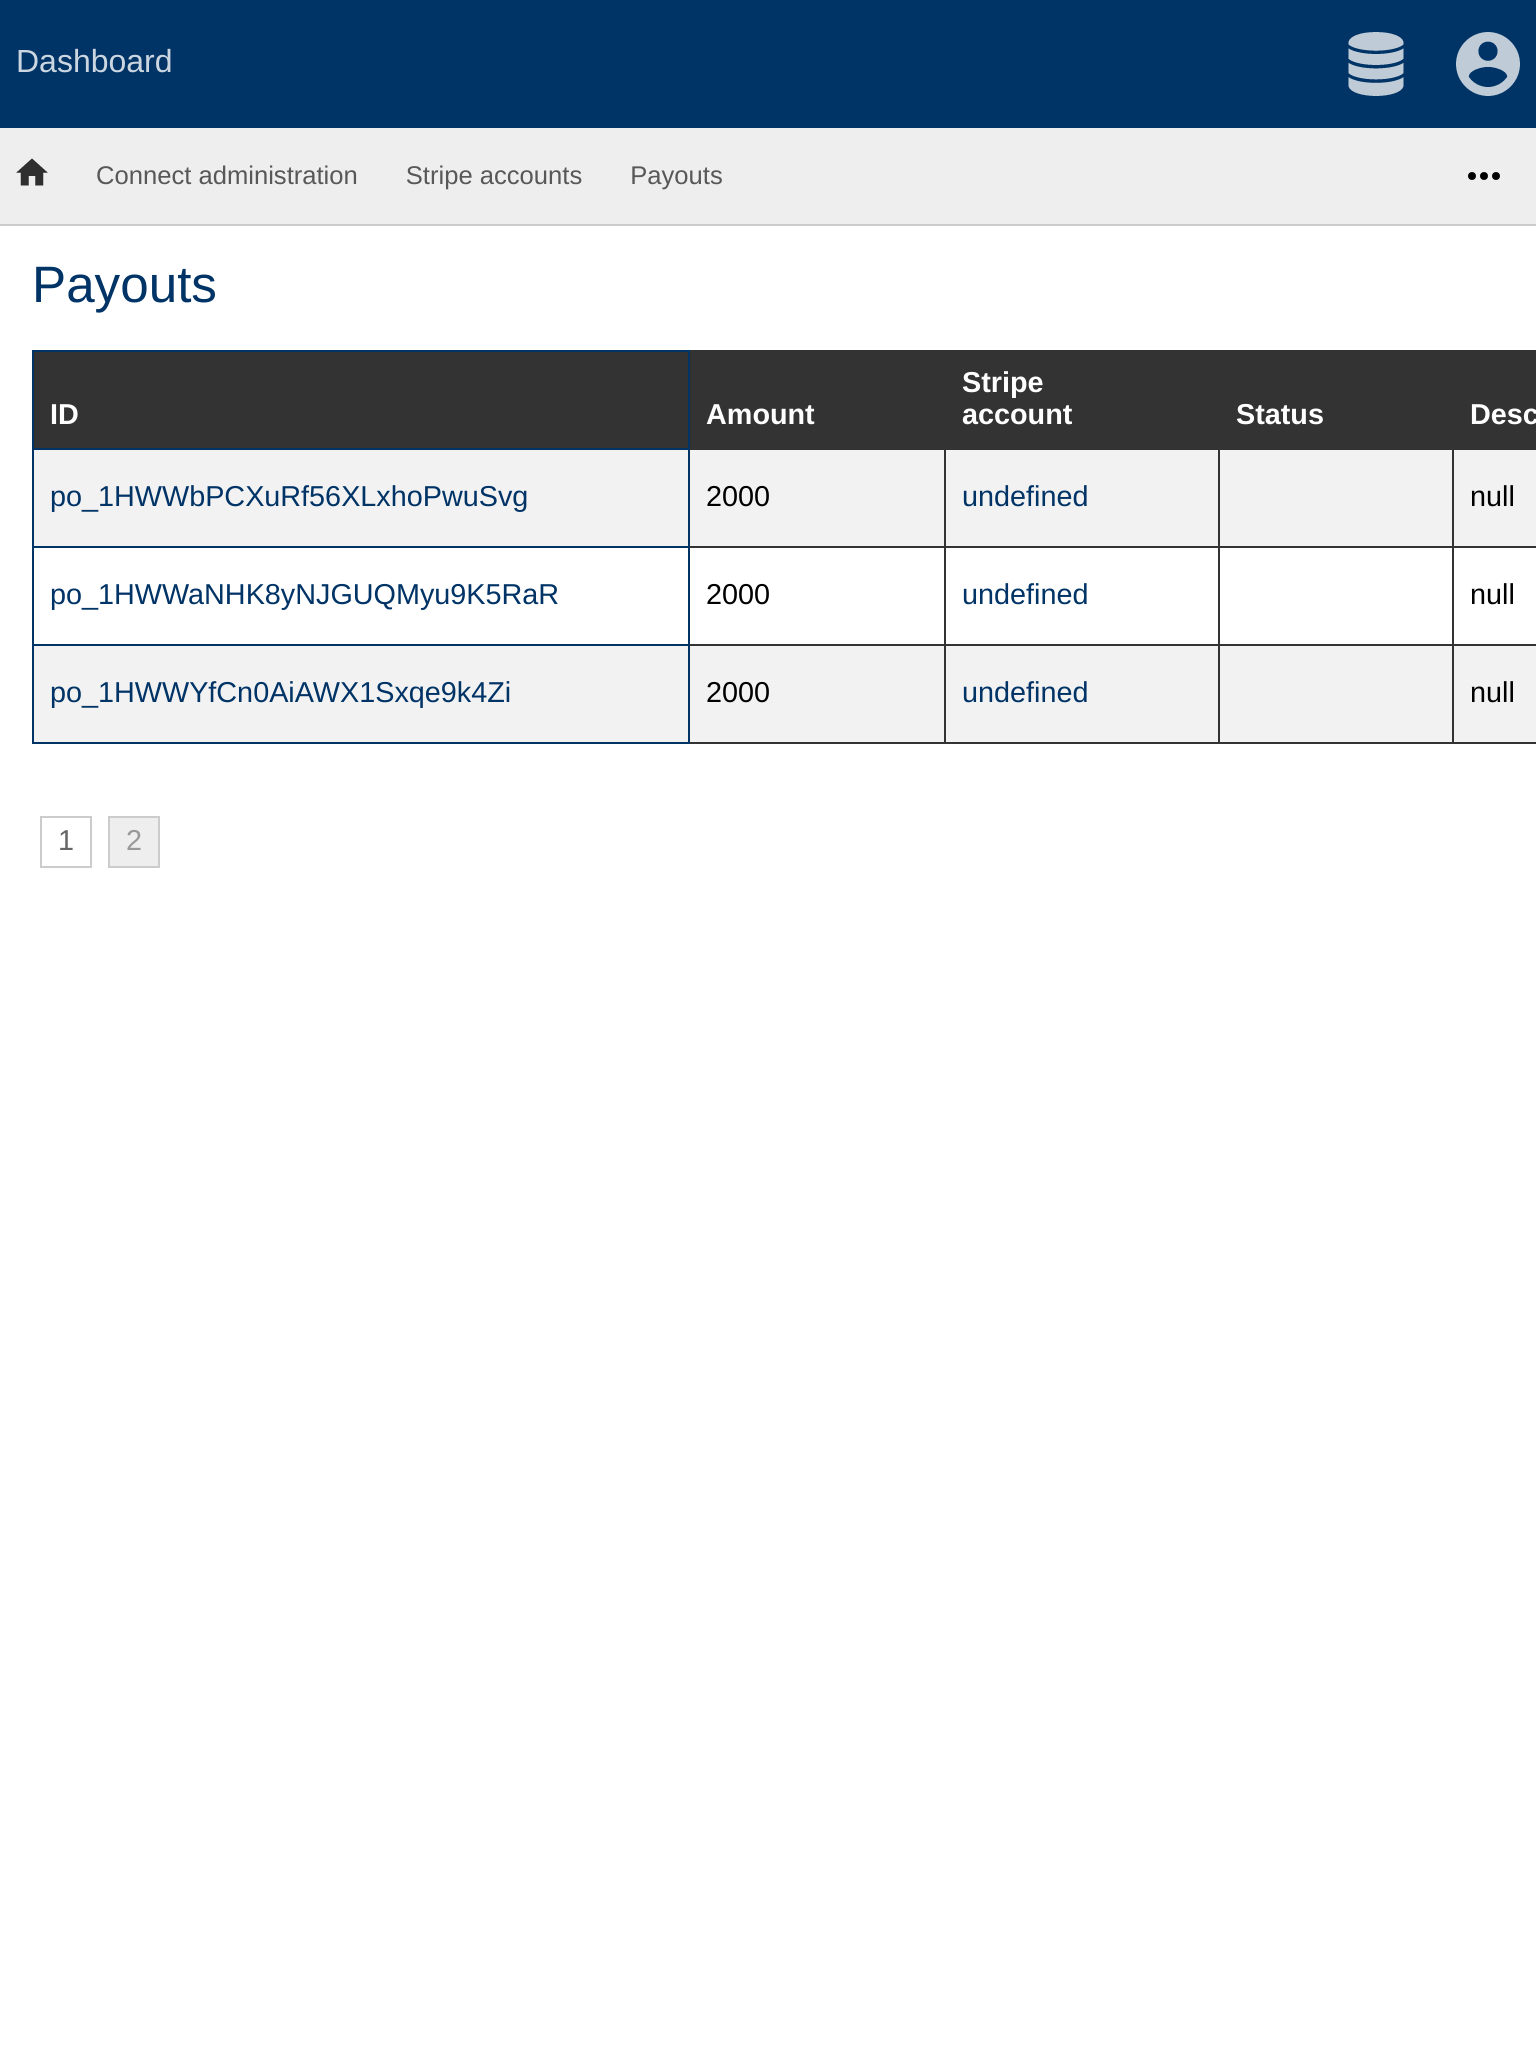 Dashboard
Connect administration Stripe accounts Payouts
Payouts
ID Amount Stripe account Status Desc
po_1HWWbPCXuRf56XLxhoPwuSvg 2000 undefined null
po_1HWWaNHK8yNJGUQMyu9K5RaR 2000 undefined null
po_1HWWYfCn0AiAWX1Sxqe9k4Zi 2000 undefined null
1 2